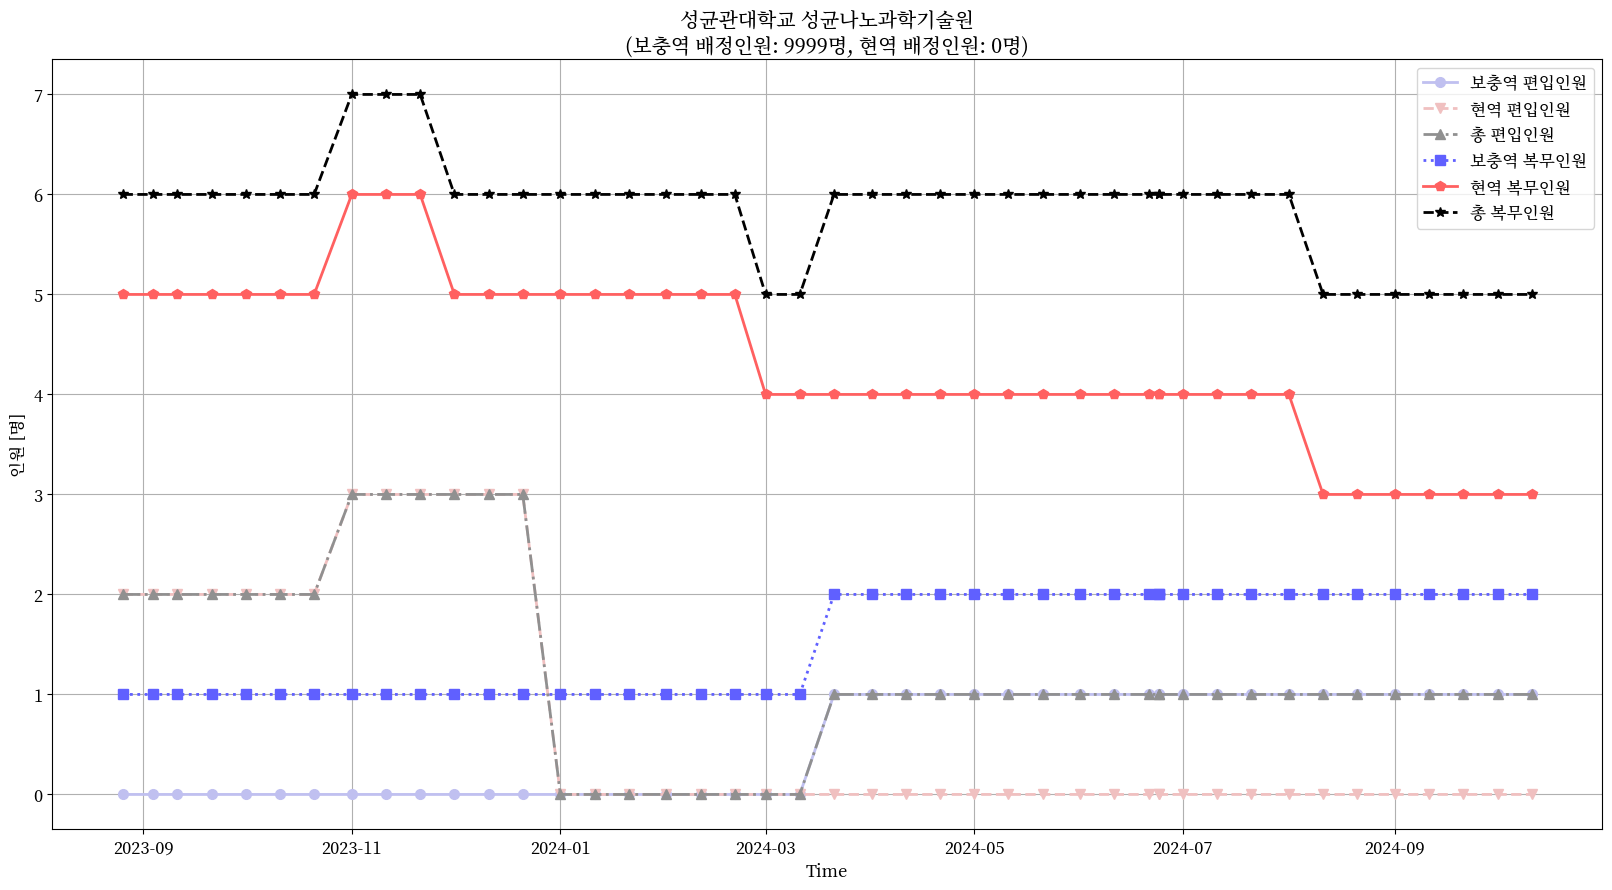 성균관대학교 성균나노과학기술원
(보충역 배정인원: 9999명, 현역 배정인원: 0명)
보충역 편입인원
현역 편입인원
총 편입인원
보충역 복무인원
현역 복무인원
총 복무인원
인원 [명]
7
6
5
4
3
2
1
0
2023-09
2023-11
2024-01
2024-03
2024-05
2024-07
2024-09
Time